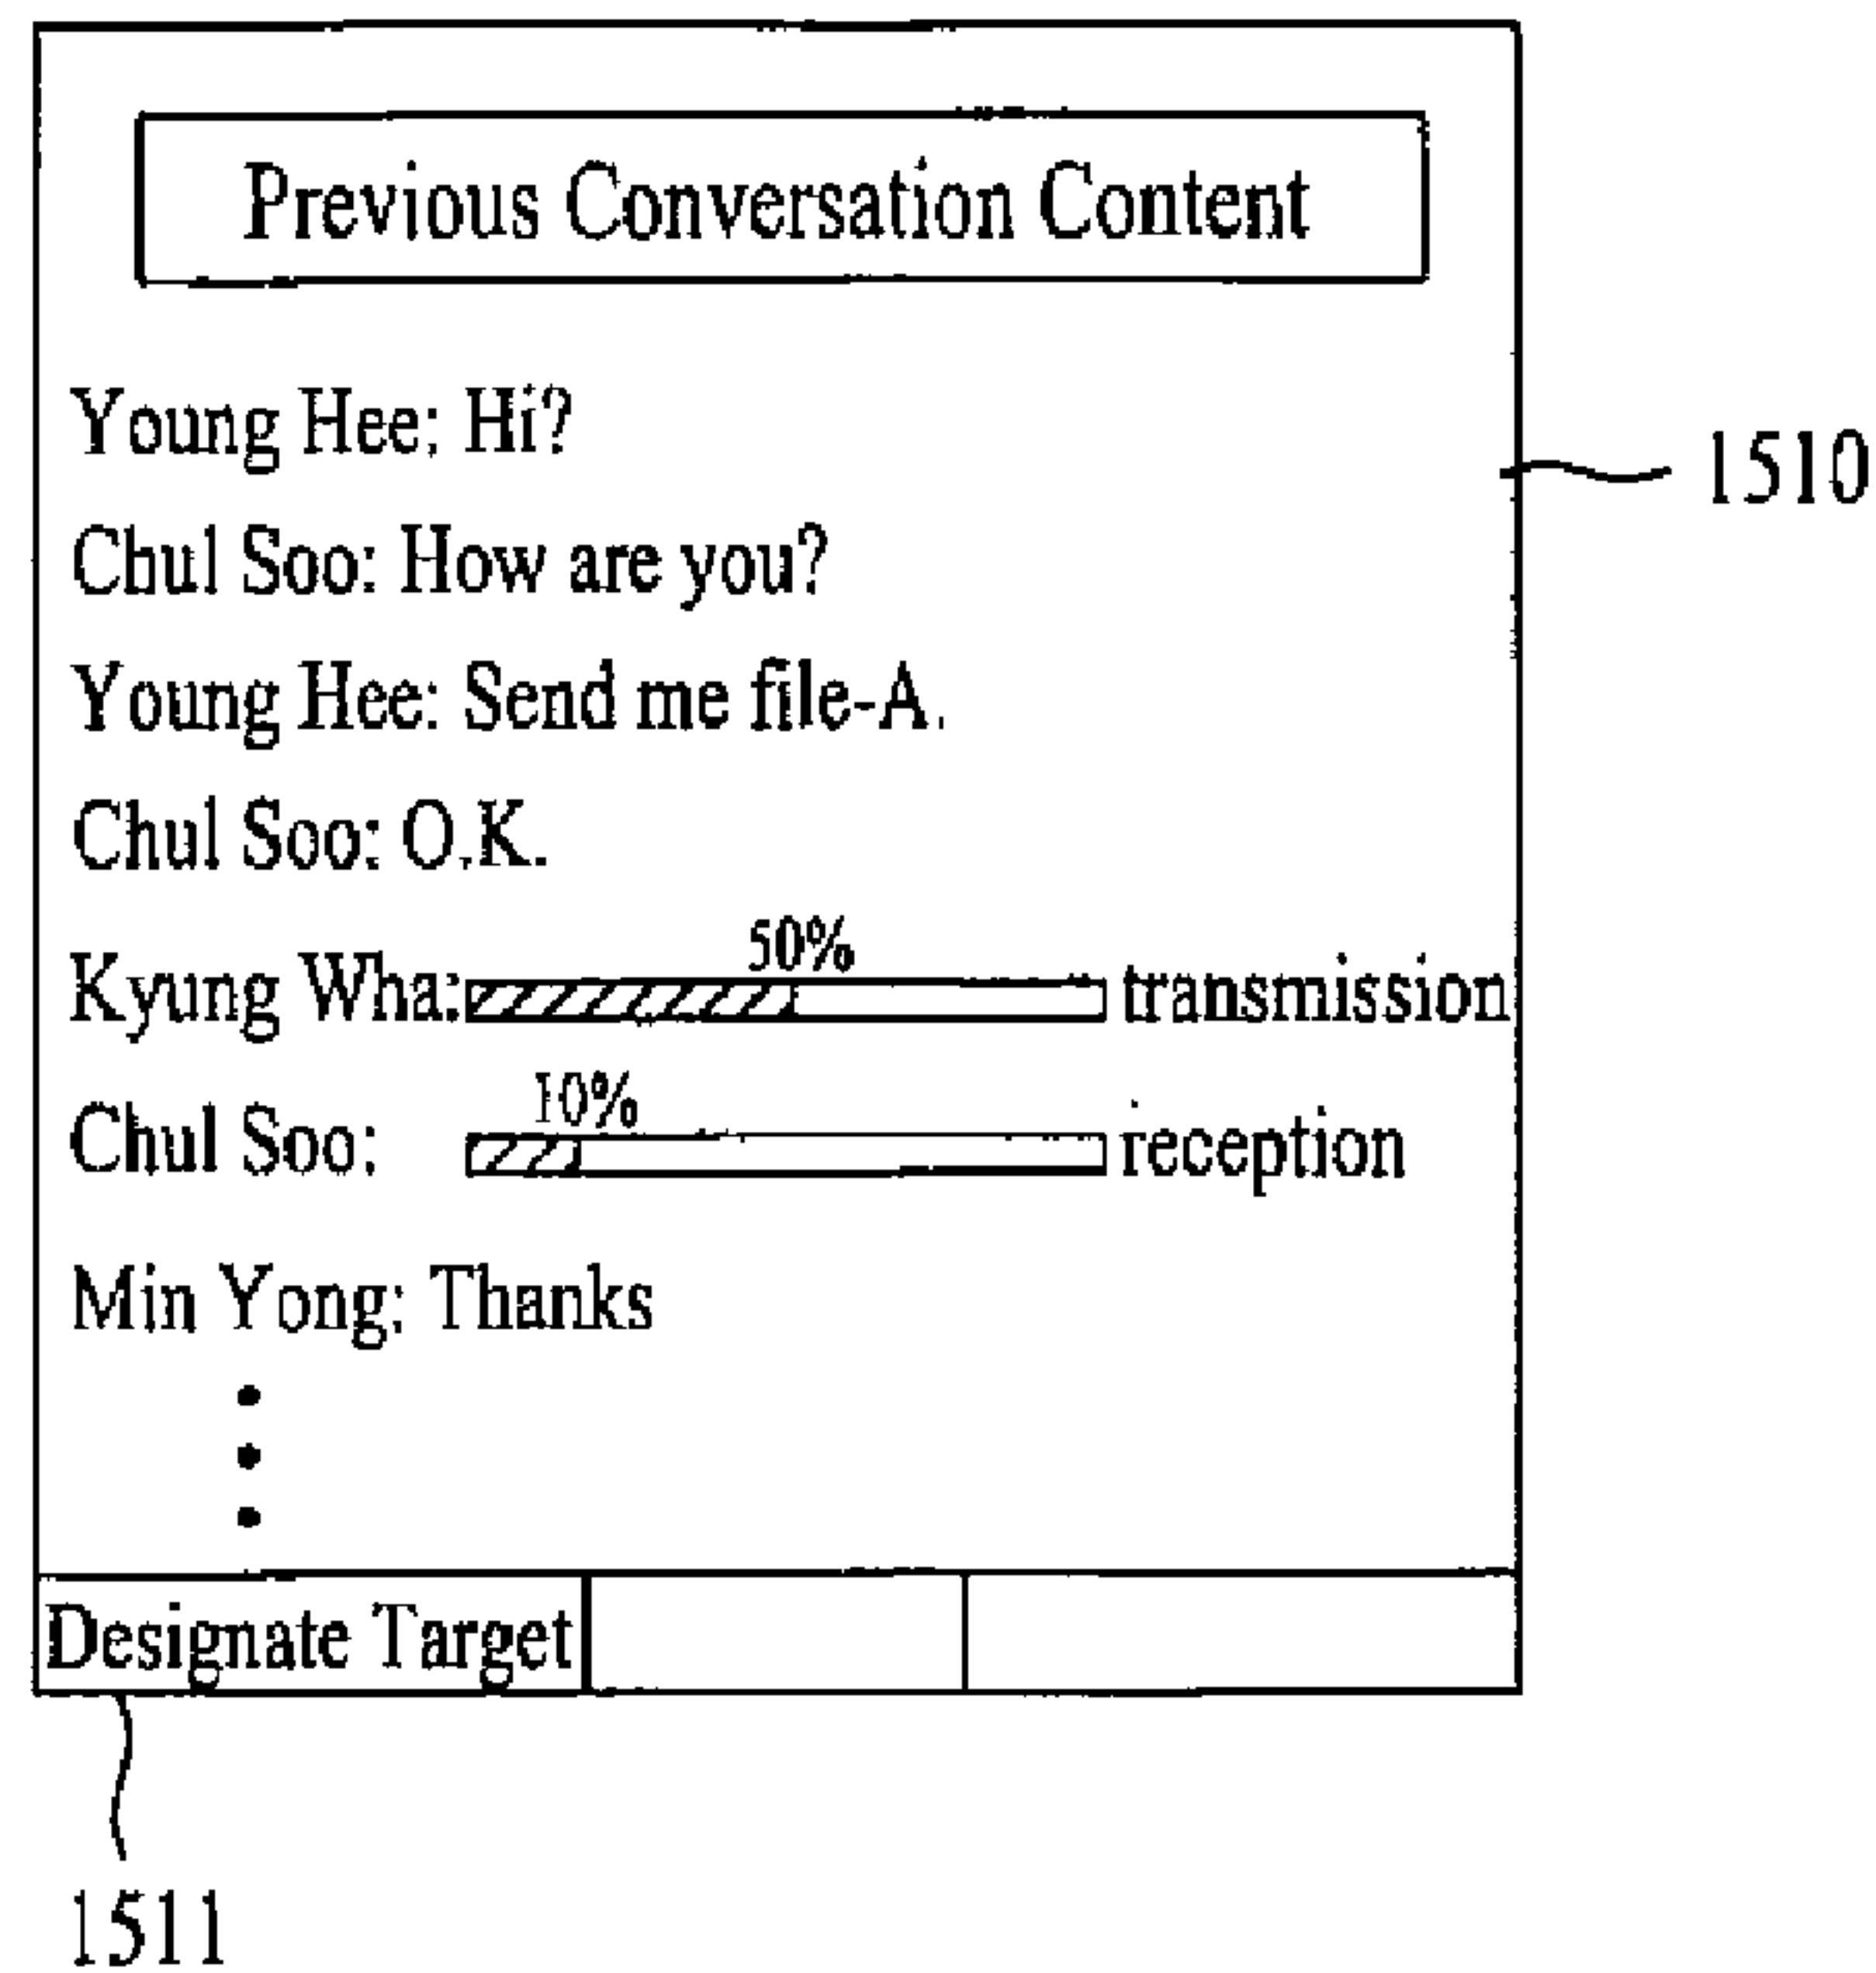 Previous Conversation Content
Young Hee: Hi?
1510
Chul Soo: How are you?
Young Hee: Send me file-A.
Chul Soo: O.K.
50%
Kyung Wha: transmission
10%
Chul Soo: reception
Min Yong: Thanks
Designate Target
1511